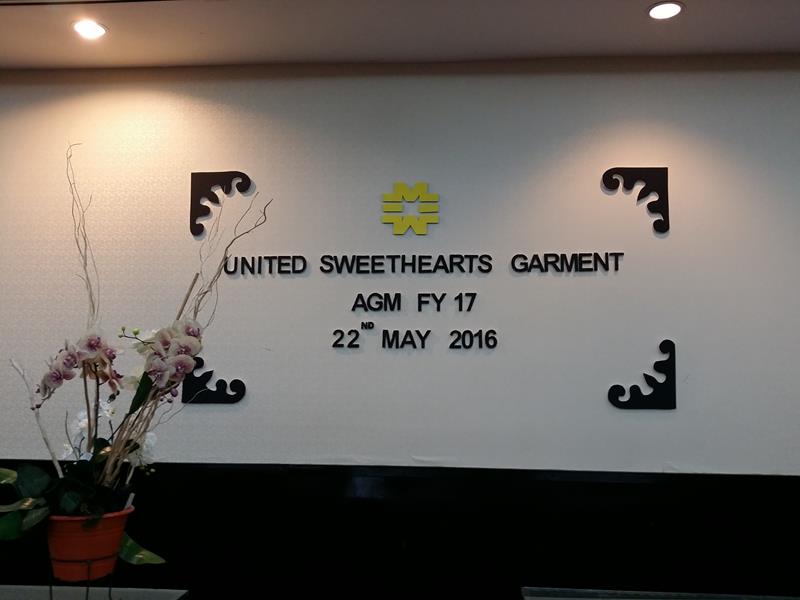 UNITED SWEETHEARTS GARMENT
AGM FY 17
22ND MAY 2016